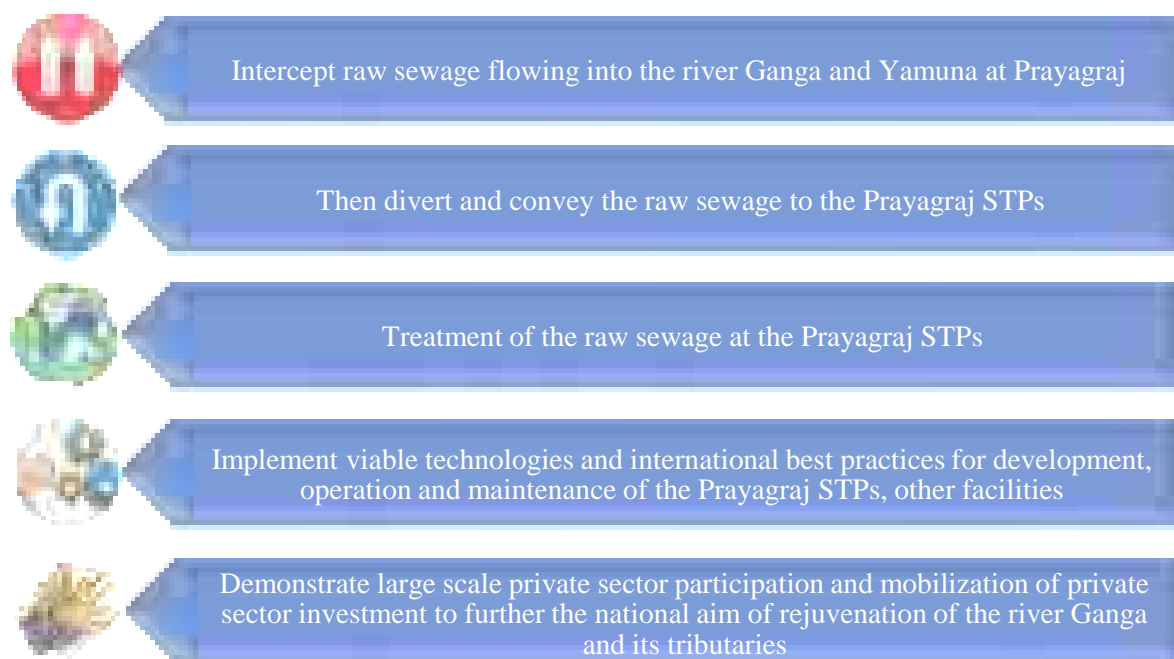 Intercept raw sewage flowing into the river Ganga and Yamuna at Prayagraj
Then divert and convey the raw sewage to the Prayagraj STPs
Treatment of the raw sewage at the Prayagraj STPs
Implement viable technologies and international best practices for development,
operation and maintenance of the Prayagraj STPs, other facilities
Demonstrate large scale private sector participation and mobilization of private
sector investment to further the national aim of rejuvenation of the river Ganga
and its tributaries